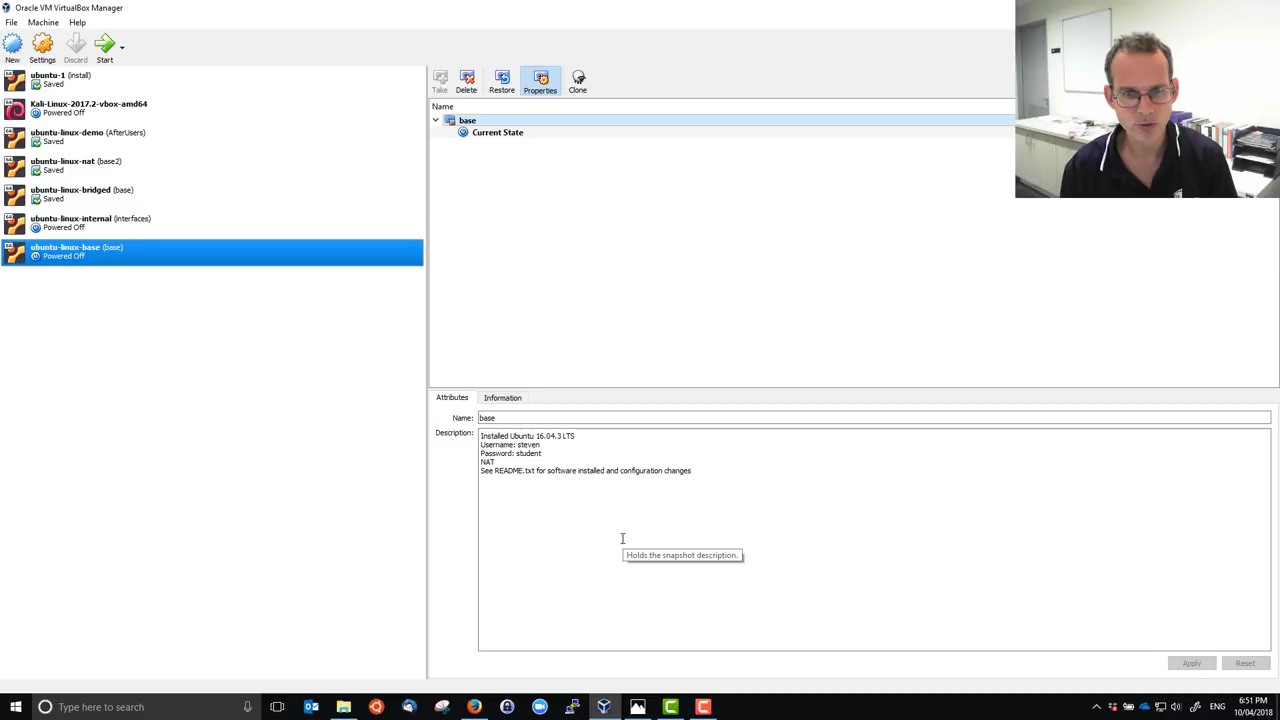 Oracle VM VirtualBox Manager
File Machine Help
New Settings Discard Start
ubuntu-1 (install)
Saved
Kali-Linux-2017.2-vbox-amd64
Powered Off
ubuntu-linux-demo (AfterUsers)
Saved
ubuntu-linux-nat (base2)
Saved
ubuntu-linux-bridged (base)
Saved
ubuntu-linux-internal (interfaces)
Powered Off
ubuntu-linux-base (base)
Powered Off
Take Delete Restore Properties Clone
Name
base
Current State
Attributes Information
Name: base
Description: Installed Ubuntu 16.04.3 LTS
Username: steven
Password: student
NAT
See README.txt for software installed and configuration changes
Holds the snapshot description.
Apply Reset
Type here to search
ENG
6:51 PM
10/04/2018